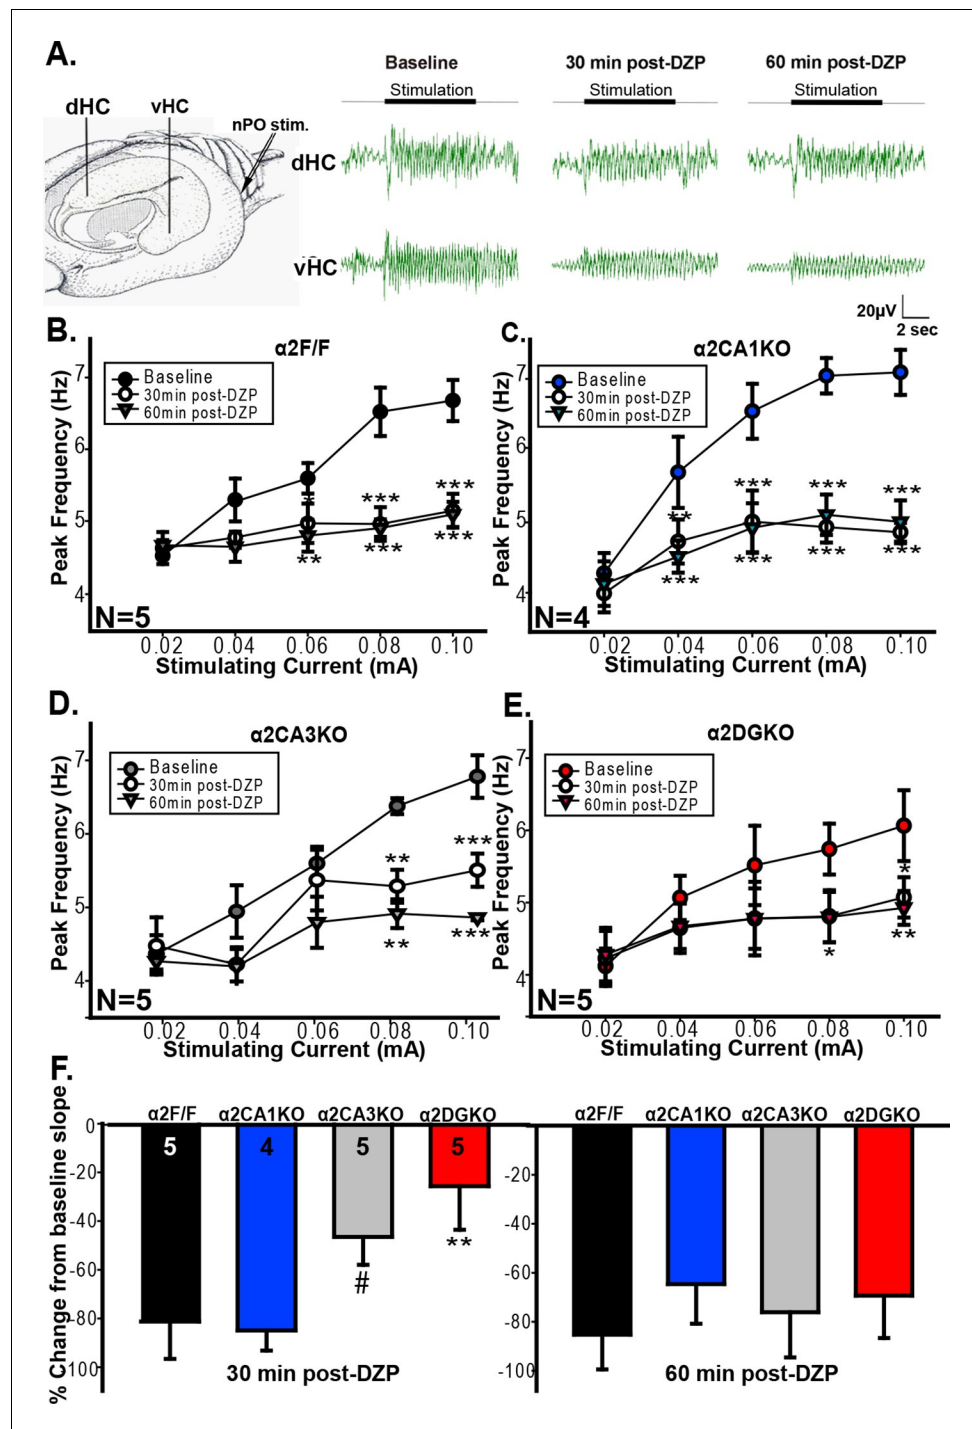 A.
Baseline 30 min post-DZP 60 min post-DZP
Stimulation Stimulation Stimulation
dHC vHC
nPO stim.
dHC
vHC
20µV
2 sec
B.
α2F/F
Peak Frequency (Hz)
7
6
5
4
Baseline
30min post-DZP
60min post-DZP
*
*** ***
** *** ***
N=5
0.02 0.04 0.06 0.08 0.10
Stimulating Current (mA)
C.
α2CA1KO
Peak Frequency (Hz)
7
6
5
4
Baseline
30min post-DZP
60min post-DZP
** *** *** ***
*** *** *** ***
N=4
0.02 0.04 0.06 0.08 0.10
Stimulating Current (mA)
D.
α2CA3KO
Peak Frequency (Hz)
7
6
5
4
Baseline
30min post-DZP
60min post-DZP
** ***
** ***
N=5
0.02 0.04 0.06 0.08 0.10
Stimulating Current (mA)
E.
α2DGKO
Peak Frequency (Hz)
7
6
5
4
Baseline
30min post-DZP
60min post-DZP
*
* **
N=5
0.02 0.04 0.06 0.08 0.10
Stimulating Current (mA)
F.
% Change from baseline slope
α2F/F α2CA1KO α2CA3KO α2DGKO
0
-20
-40
-60
-80
100
5 4 5 5
#
**
30 min post-DZP
α2F/F α2CA1KO α2CA3KO α2DGKO
-20
-40
-60
-80
-100
60 min post-DZP